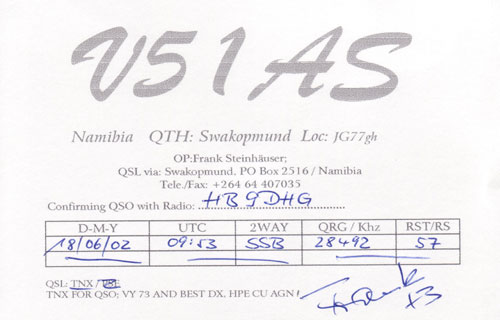 V51AS
Namibia QTH: Swakopmund Loc: JG77gh
OP:Frank Steinhäuser;
QSL via: Swakopmund, PO Box 2516 / Namibia
Tele./Fax: +264 64 407035
Confirming QSO with Radio: HB9DHG
D-M-Y UTC 2WAY QRG / Khz RST/RS
18/06/02 09:53 SSB 28492 57
QSL: TNX / PSE
TNX FOR QSO; VY 73 AND BEST DX, HPE CU AGN !
Frank
73